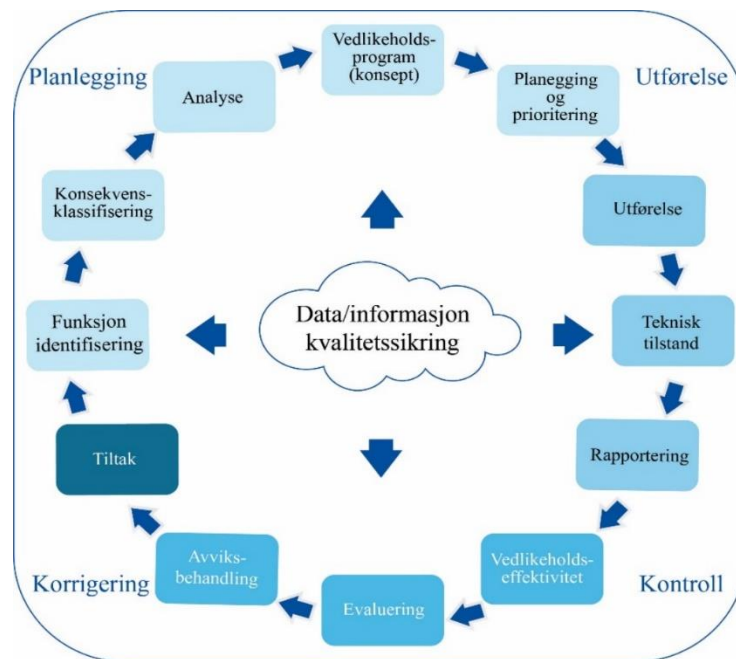 Planlegging
Utførelse
Vedlikeholds-
program
(konsept)
Planegging
og
prioritering
Utførelse
Teknisk
tilstand
Rapportering
Vedlikeholds-
effektivitet
Kontroll
Evaluering
Avviks-
behandling
Korrigering
Tiltak
Funksjon
identifisering
Konsekvens-
klassifisering
Analyse
Data/informasjon
kvalitetssikring